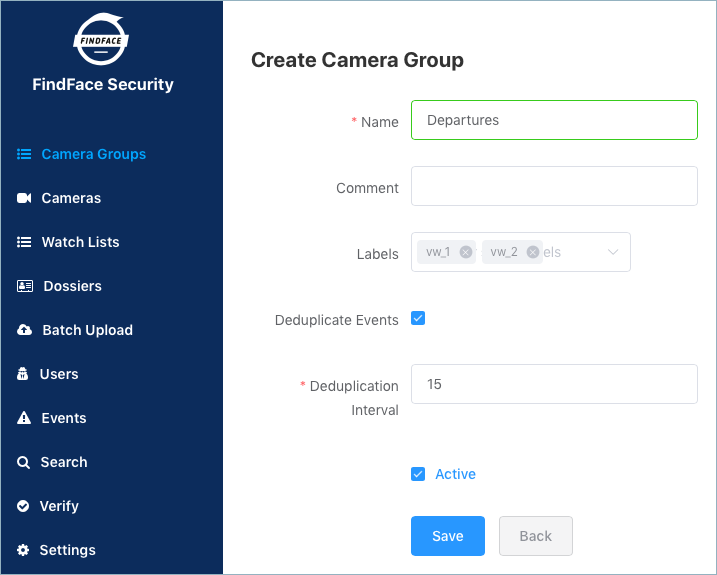 FINDFACE
FindFace Security
Camera Groups
Cameras
Watch Lists
Dossiers
Batch Upload
Users
Events
Search
Verify
Settings
Create Camera Group
* Name
Departures
Comment
Labels
vw_1
vw_2
els
Deduplicate Events
* Deduplication
Interval
15
Active
Save
Back